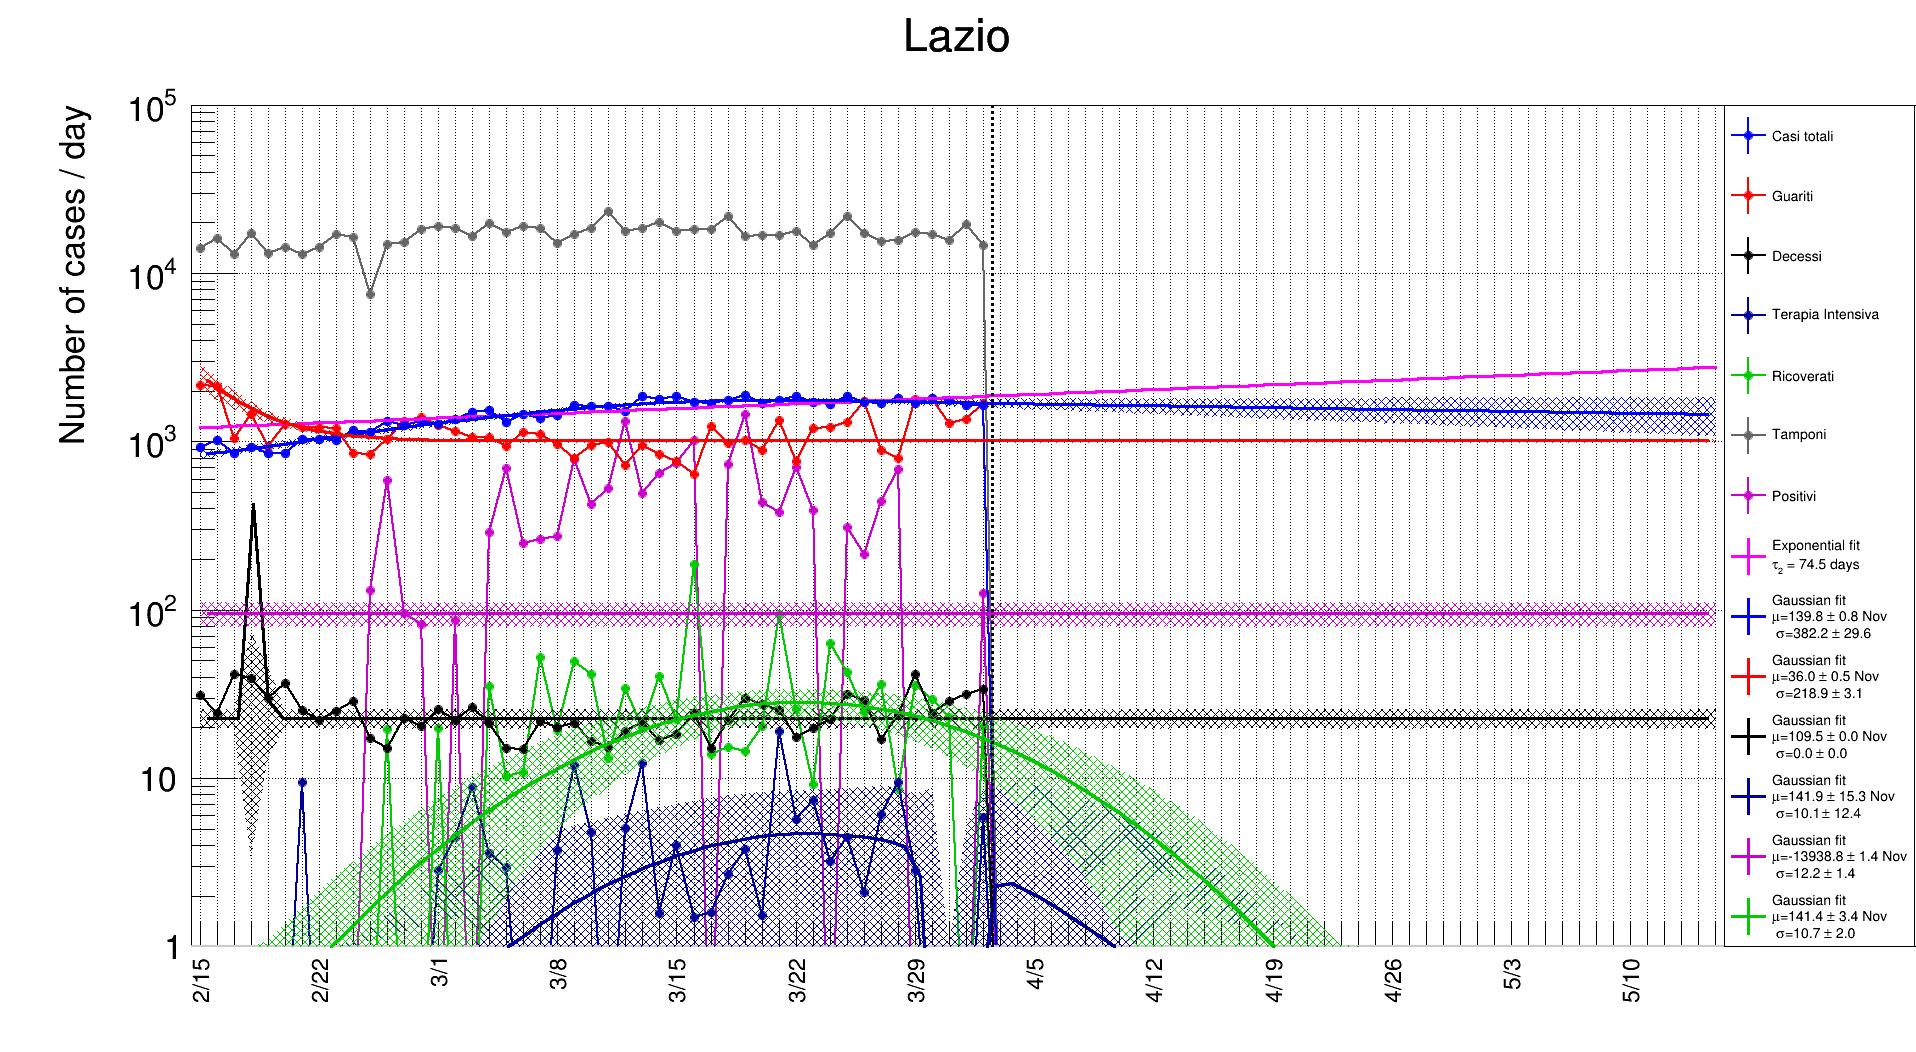 Lazio
Number of cases / day
10^5
10^4
10^3
10^2
10
1
2/15
2/22
3/1
3/8
3/15
3/22
3/29
4/5
4/12
4/19
4/26
5/3
5/10
Casi totali
Guariti
Decessi
Terapia Intensiva
Ricoverati
Tamponi
Positivi
Exponential fit
τ₂ = 74.5 days
Gaussian fit
μ=139.8 ± 0.8 Nov
σ=382.2 ± 29.6
Gaussian fit
μ=36.0 ± 0.5 Nov
σ=218.9 ± 3.1
Gaussian fit
μ=109.5 ± 0.0 Nov
σ=0.0 ± 0.0
Gaussian fit
μ=141.9 ± 15.3 Nov
σ=10.1 ± 12.4
Gaussian fit
μ=-13938.8 ± 1.4 Nov
σ=12.2 ± 1.4
Gaussian fit
μ=141.4 ± 3.4 Nov
σ=10.7 ± 2.0